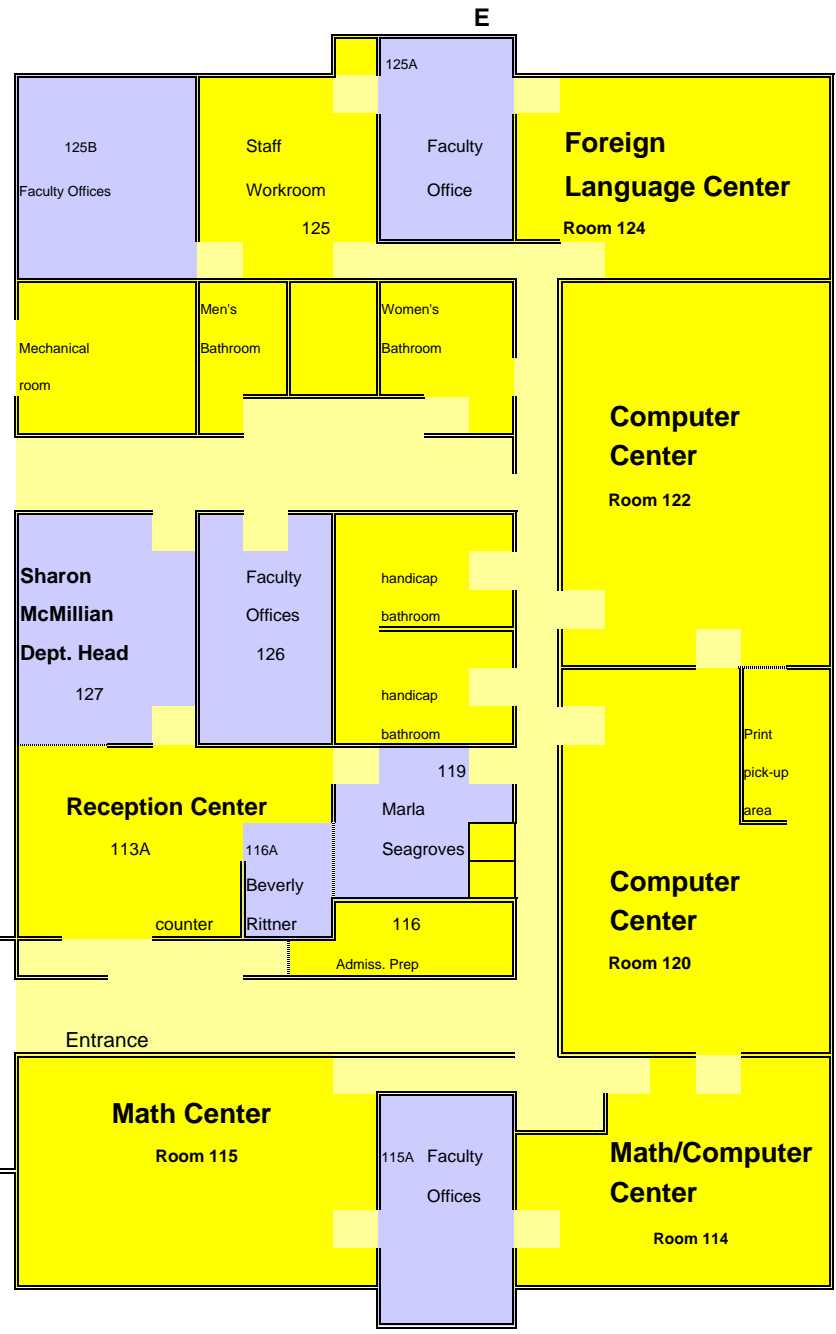 E
125A
125B
Faculty Offices
Staff
Workroom
125
Faculty
Office
Foreign
Language Center
Room 124
Mechanical
room
Men's
Bathroom
Women's
Bathroom
Computer
Center
Room 122
Sharon
McMillian
Dept. Head
127
Faculty
Offices
126
handicap
bathroom
handicap
bathroom
Print
pick-up
area
Reception Center
113A
counter
116A
Beverly
Rittner
119
Marla
Seagroves
116
Admiss. Prep
Computer
Center
Room 120
Entrance
Math Center
Room 115
115A Faculty
Offices
Math/Computer
Center
Room 114